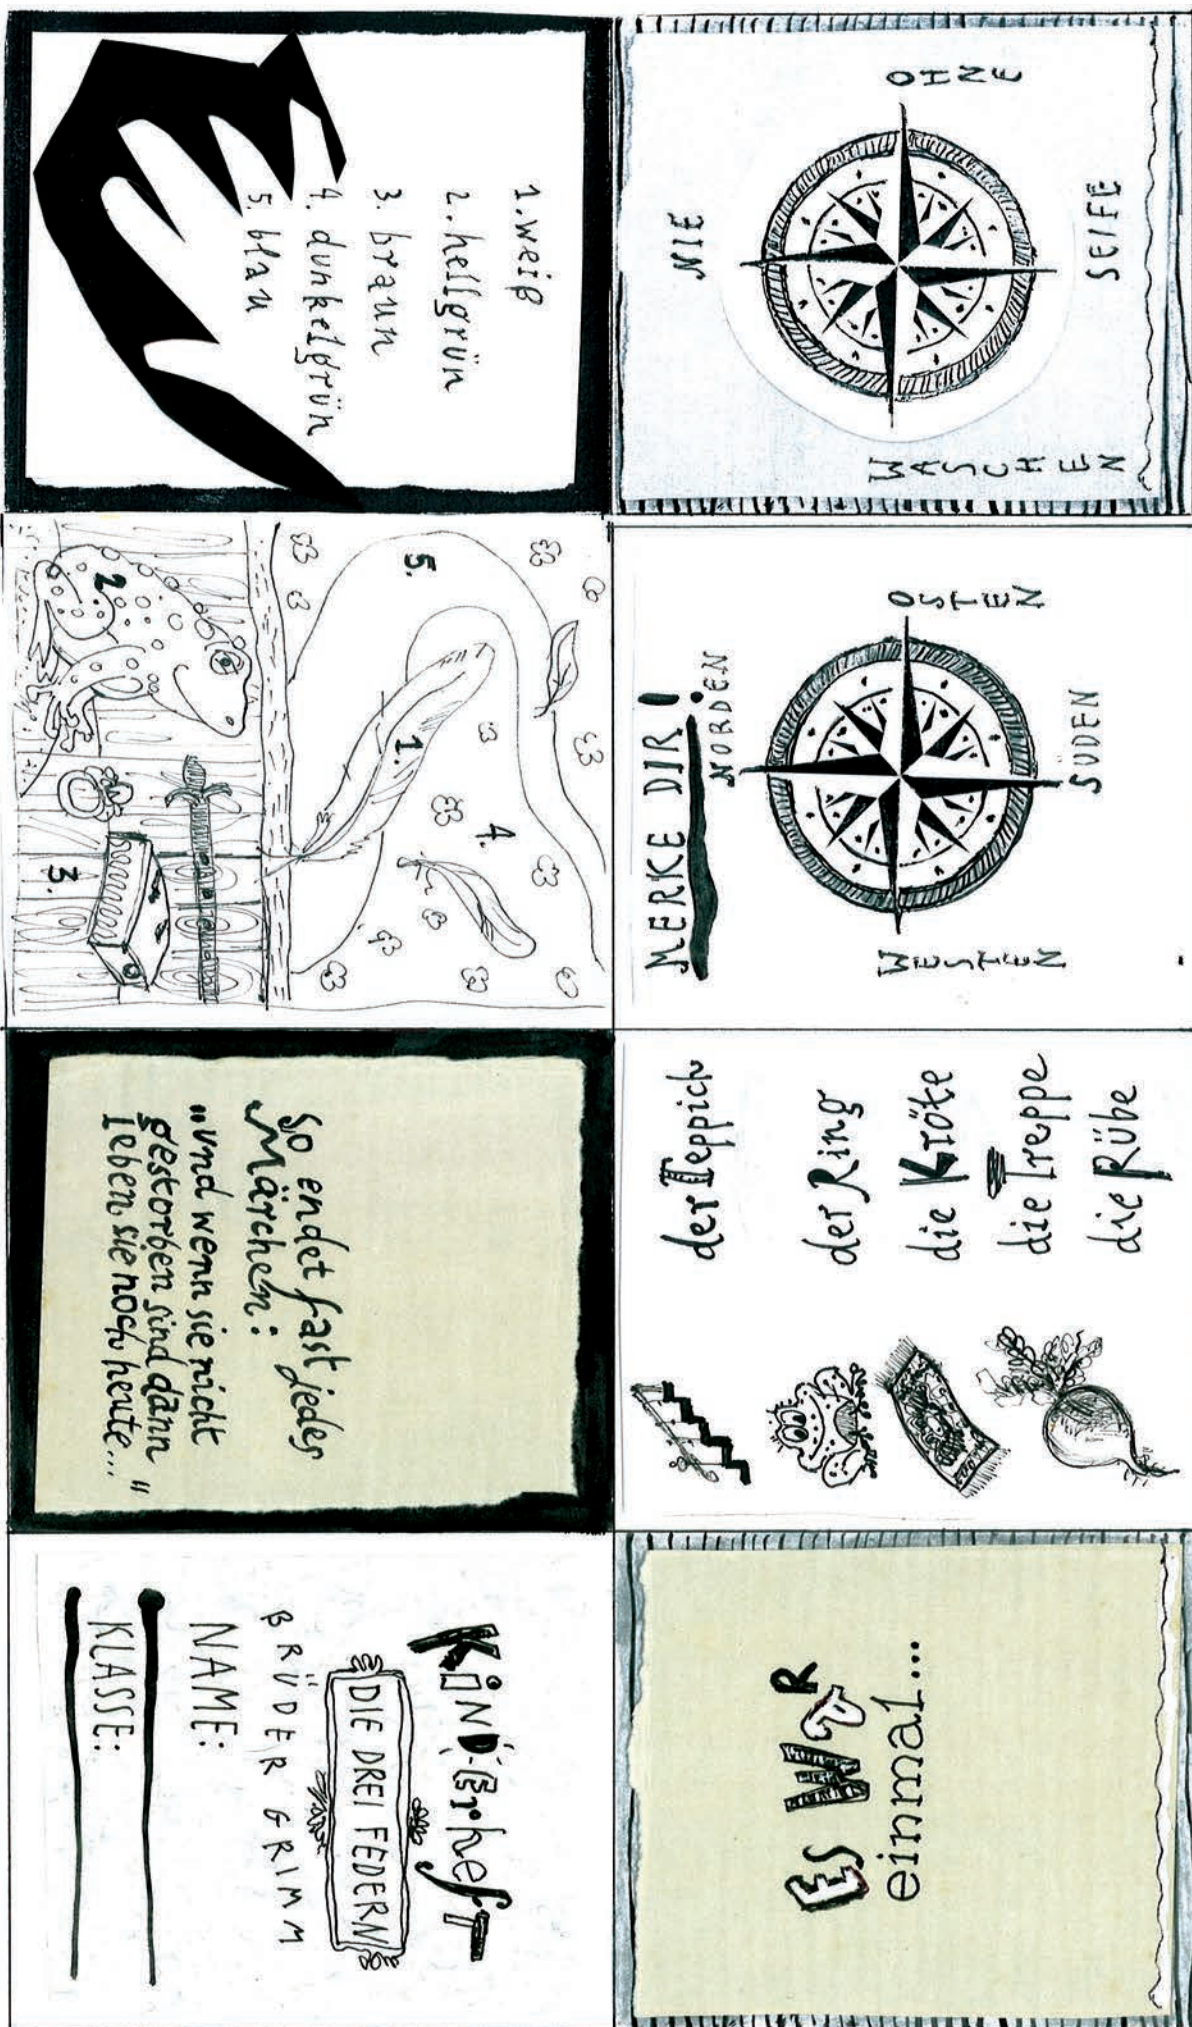 KiNDErhefT
DIE DREI FEDERN
BRÜDER GRIMM
NAME:
KLASSE:
ES WaR
einmal...
der Teppich
der Ring
die Kröte
die Treppe
die Rübe
MERKE DIR!
NORDEN
OSTEN
WESTEN
SÜDEN
NIE
OHNE
WASCHEN
SEIFE
1. weiß
2. hellgrün
3. braun
4. dunkelgrün
5. blau
5.
4.
1.
2.
3.
So endet fast jedes
Märchen:
"und wenn sie nicht
gestorben sind dann
leben sie noch heute..."